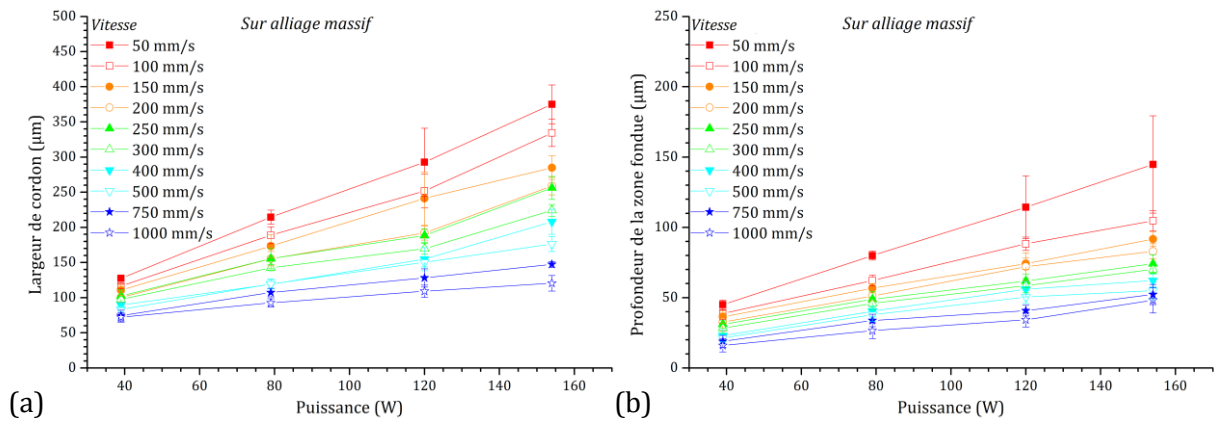 Sur alliage massif
Vitesse
50 mm/s
100 mm/s
150 mm/s
200 mm/s
250 mm/s
300 mm/s
400 mm/s
500 mm/s
750 mm/s
1000 mm/s
500
450
400
350
300
250
200
150
100
50
0
Largeur de cordon (µm)
40 60 80 100 120 140 160
Puissance (W)
(a)
Sur alliage massif
Vitesse
50 mm/s
100 mm/s
150 mm/s
200 mm/s
250 mm/s
300 mm/s
400 mm/s
500 mm/s
750 mm/s
1000 mm/s
250
200
150
100
50
0
Profondeur de la zone fondue (µm)
40 60 80 100 120 140 160
Puissance (W)
(b)